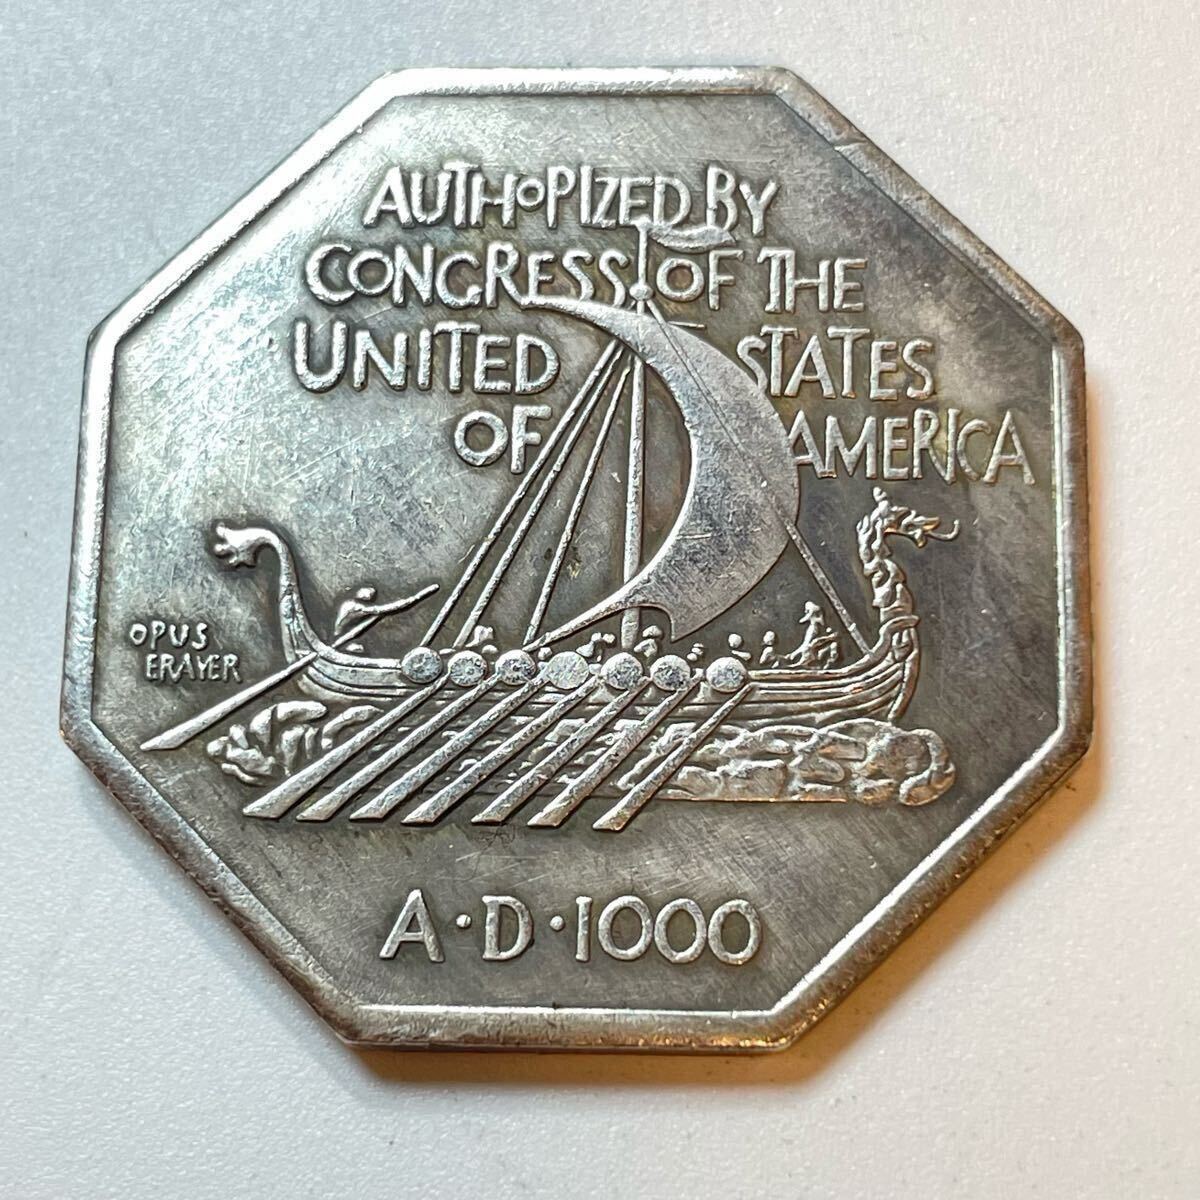 AUTHOPIZED BY
CONGRESS OF THE
UNITED STATES
OF AMERICA
OPUS
ERAYER
A·D·1000